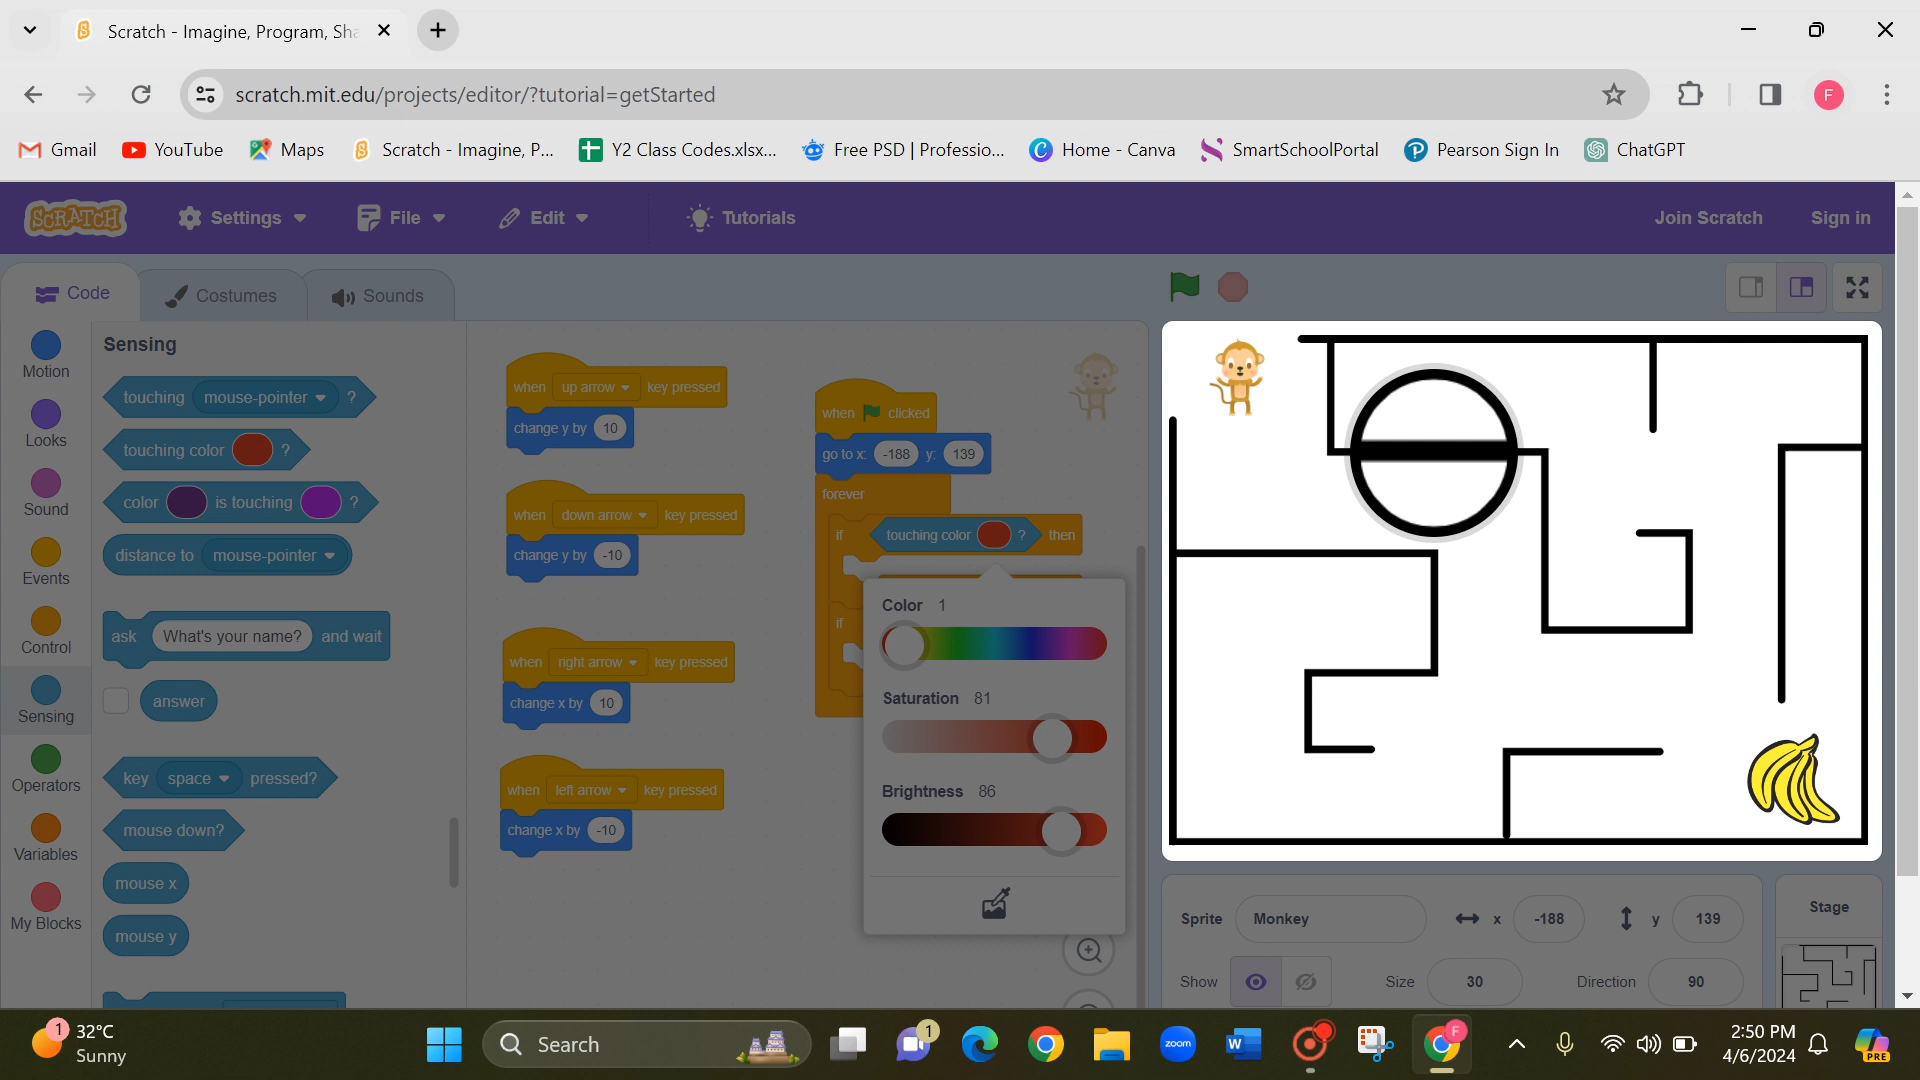 Scratch - Imagine, Program, Sha
scratch.mit.edu/projects/editor/?tutorial=getStarted
F
Gmail YouTube Maps Scratch - Imagine, P... Y2 Class Codes.xlsx... Free PSD | Professio... Home - Canva SmartSchoolPortal Pearson Sign In ChatGPT
SCRATCH Settings File Edit Tutorials Join Scratch Sign in
Code Costumes Sounds
Motion
Looks
Sound
Events
Control
Sensing
Operators
Variables
My Blocks
Sensing
touching mouse-pointer ?
touching color ?
color is touching ?
distance to mouse-pointer
ask What's your name? and wait
answer
key space pressed?
mouse down?
mouse x
mouse y
when up arrow key pressed
change y by 10
when down arrow key pressed
change y by -10
when right arrow key pressed
change x by 10
when left arrow key pressed
change x by -10
when clicked
go to x: -188 y: 139
forever
if touching color ? then
if
Color 1
Saturation 81
Brightness 86
Sprite Monkey x -188 y 139
Show Size 30 Direction 90
Stage
1
32°C
Sunny
Search
1
zoom
W
F
2:50 PM
4/6/2024
PRE